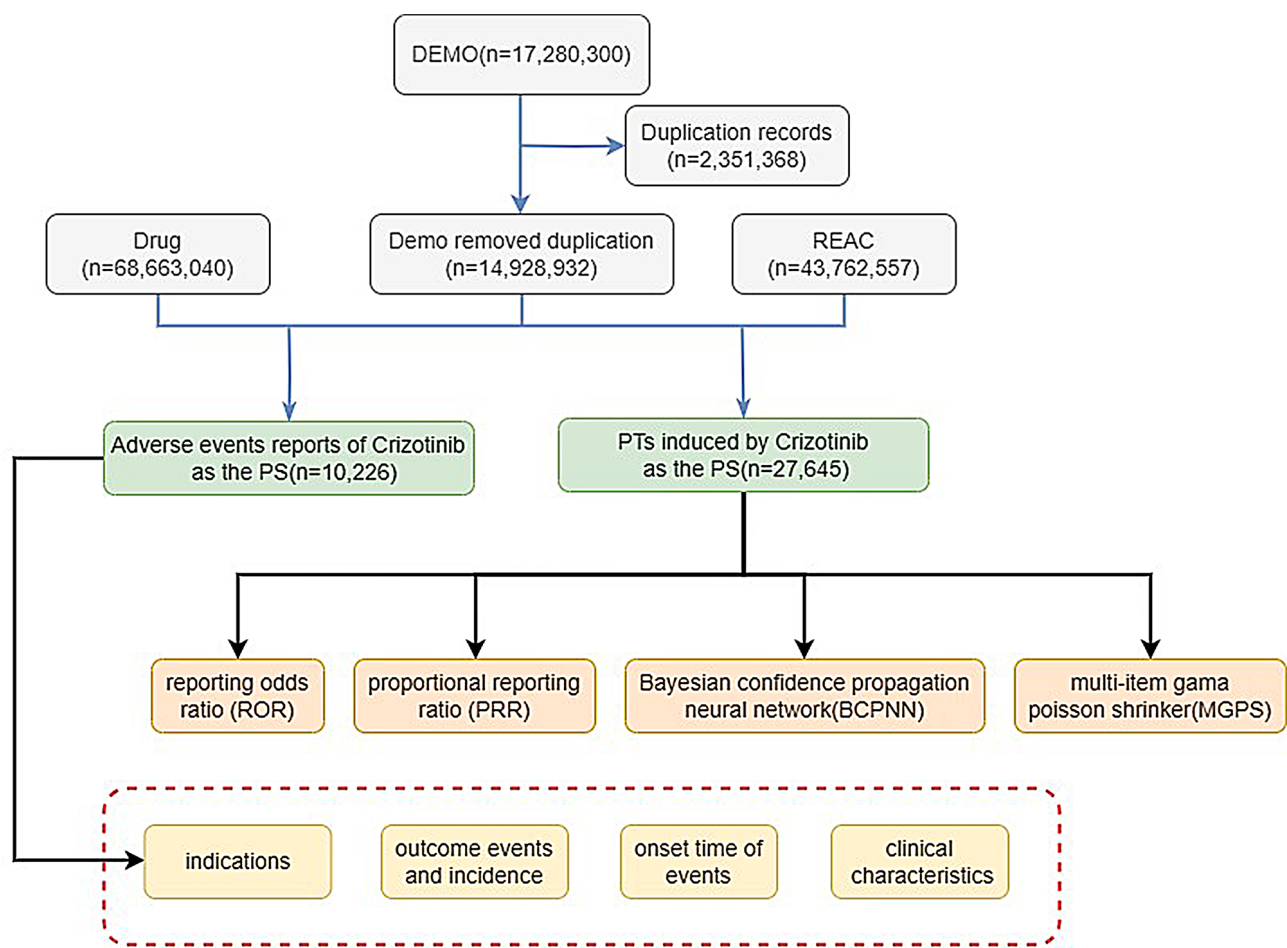 DEMO(n=17,280,300)
Duplication records
(n=2,351,368)
Drug
(n=68,663,040)
Demo removed duplication
(n=14,928,932)
REAC
(n=43,762,557)
Adverse events reports of Crizotinib
as the PS(n=10,226)
PTs induced by Crizotinib
as the PS(n=27,645)
reporting odds
ratio (ROR)
proportional reporting
ratio (PRR)
Bayesian confidence propagation
neural network(BCPNN)
multi-item gama
poisson shrinker(MGPS)
indications
outcome events
and incidence
onset time of
events
clinical
characteristics